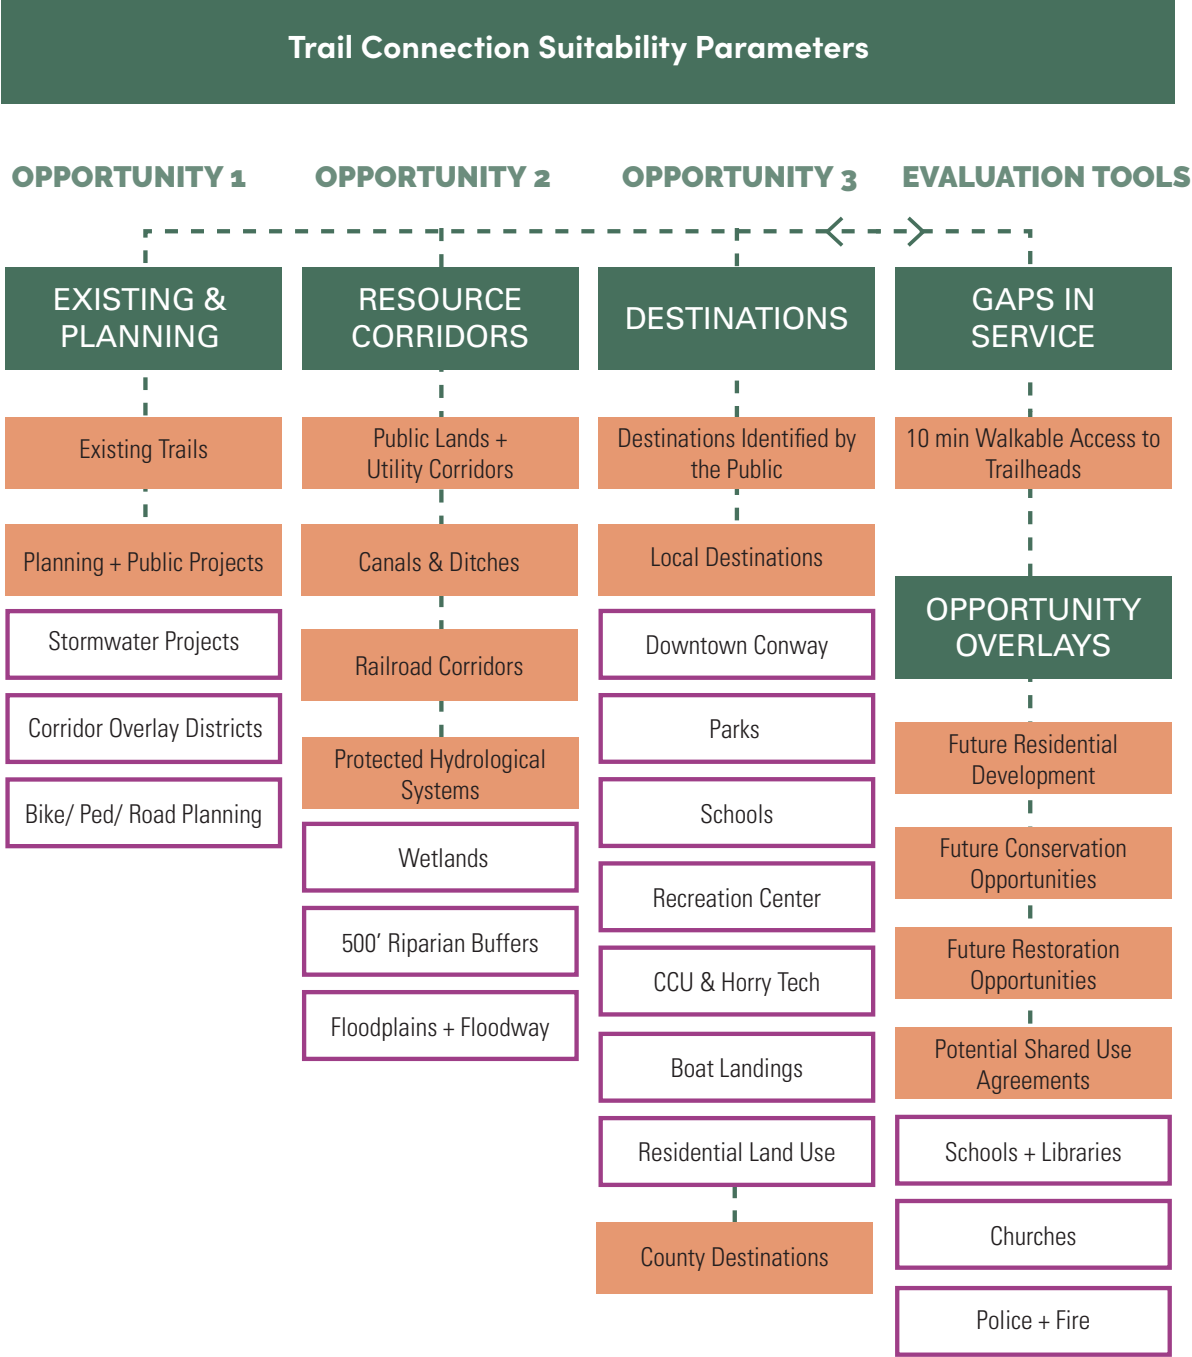 Trail Connection Suitability Parameters
OPPORTUNITY 1
EXISTING &
PLANNING
Existing Trails
Planning + Public Projects
Stormwater Projects
Corridor Overlay Districts
Bike/ Ped/ Road Planning
OPPORTUNITY 2
RESOURCE
CORRIDORS
Public Lands +
Utility Corridors
Canals & Ditches
Railroad Corridors
Protected Hydrological
Systems
Wetlands
500’ Riparian Buffers
Floodplains + Floodway
OPPORTUNITY 3
DESTINATIONS
Destinations Identified by
the Public
Local Destinations
Downtown Conway
Parks
Schools
Recreation Center
CCU & Horry Tech
Boat Landings
Residential Land Use
County Destinations
EVALUATION TOOLS
GAPS IN
SERVICE
10 min Walkable Access to
Trailheads
OPPORTUNITY
OVERLAYS
Future Residential
Development
Future Conservation
Opportunities
Future Restoration
Opportunities
Potential Shared Use
Agreements
Schools + Libraries
Churches
Police + Fire